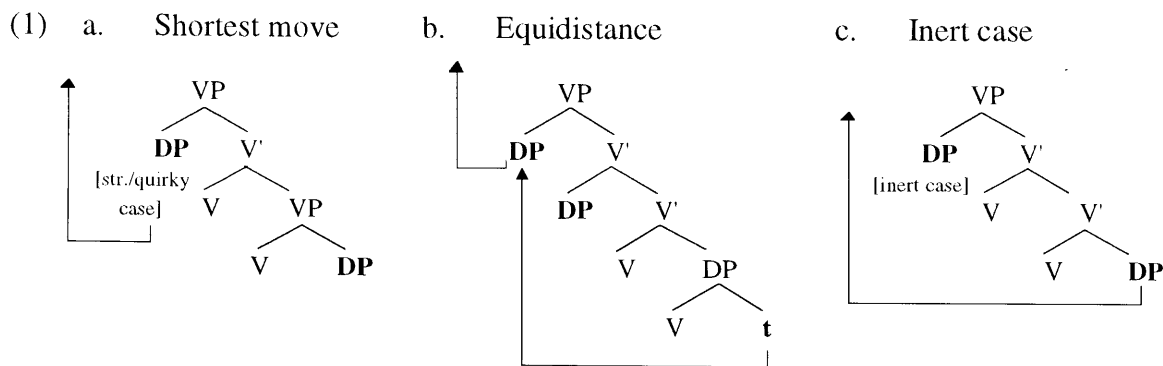 (1) a. Shortest move b. Equidistance c. Inert case
VP VP VP
DP V' DP V' DP V'
[str./quirky case] V VP DP V' [inert case] V V'
V DP V DP V DP
V t